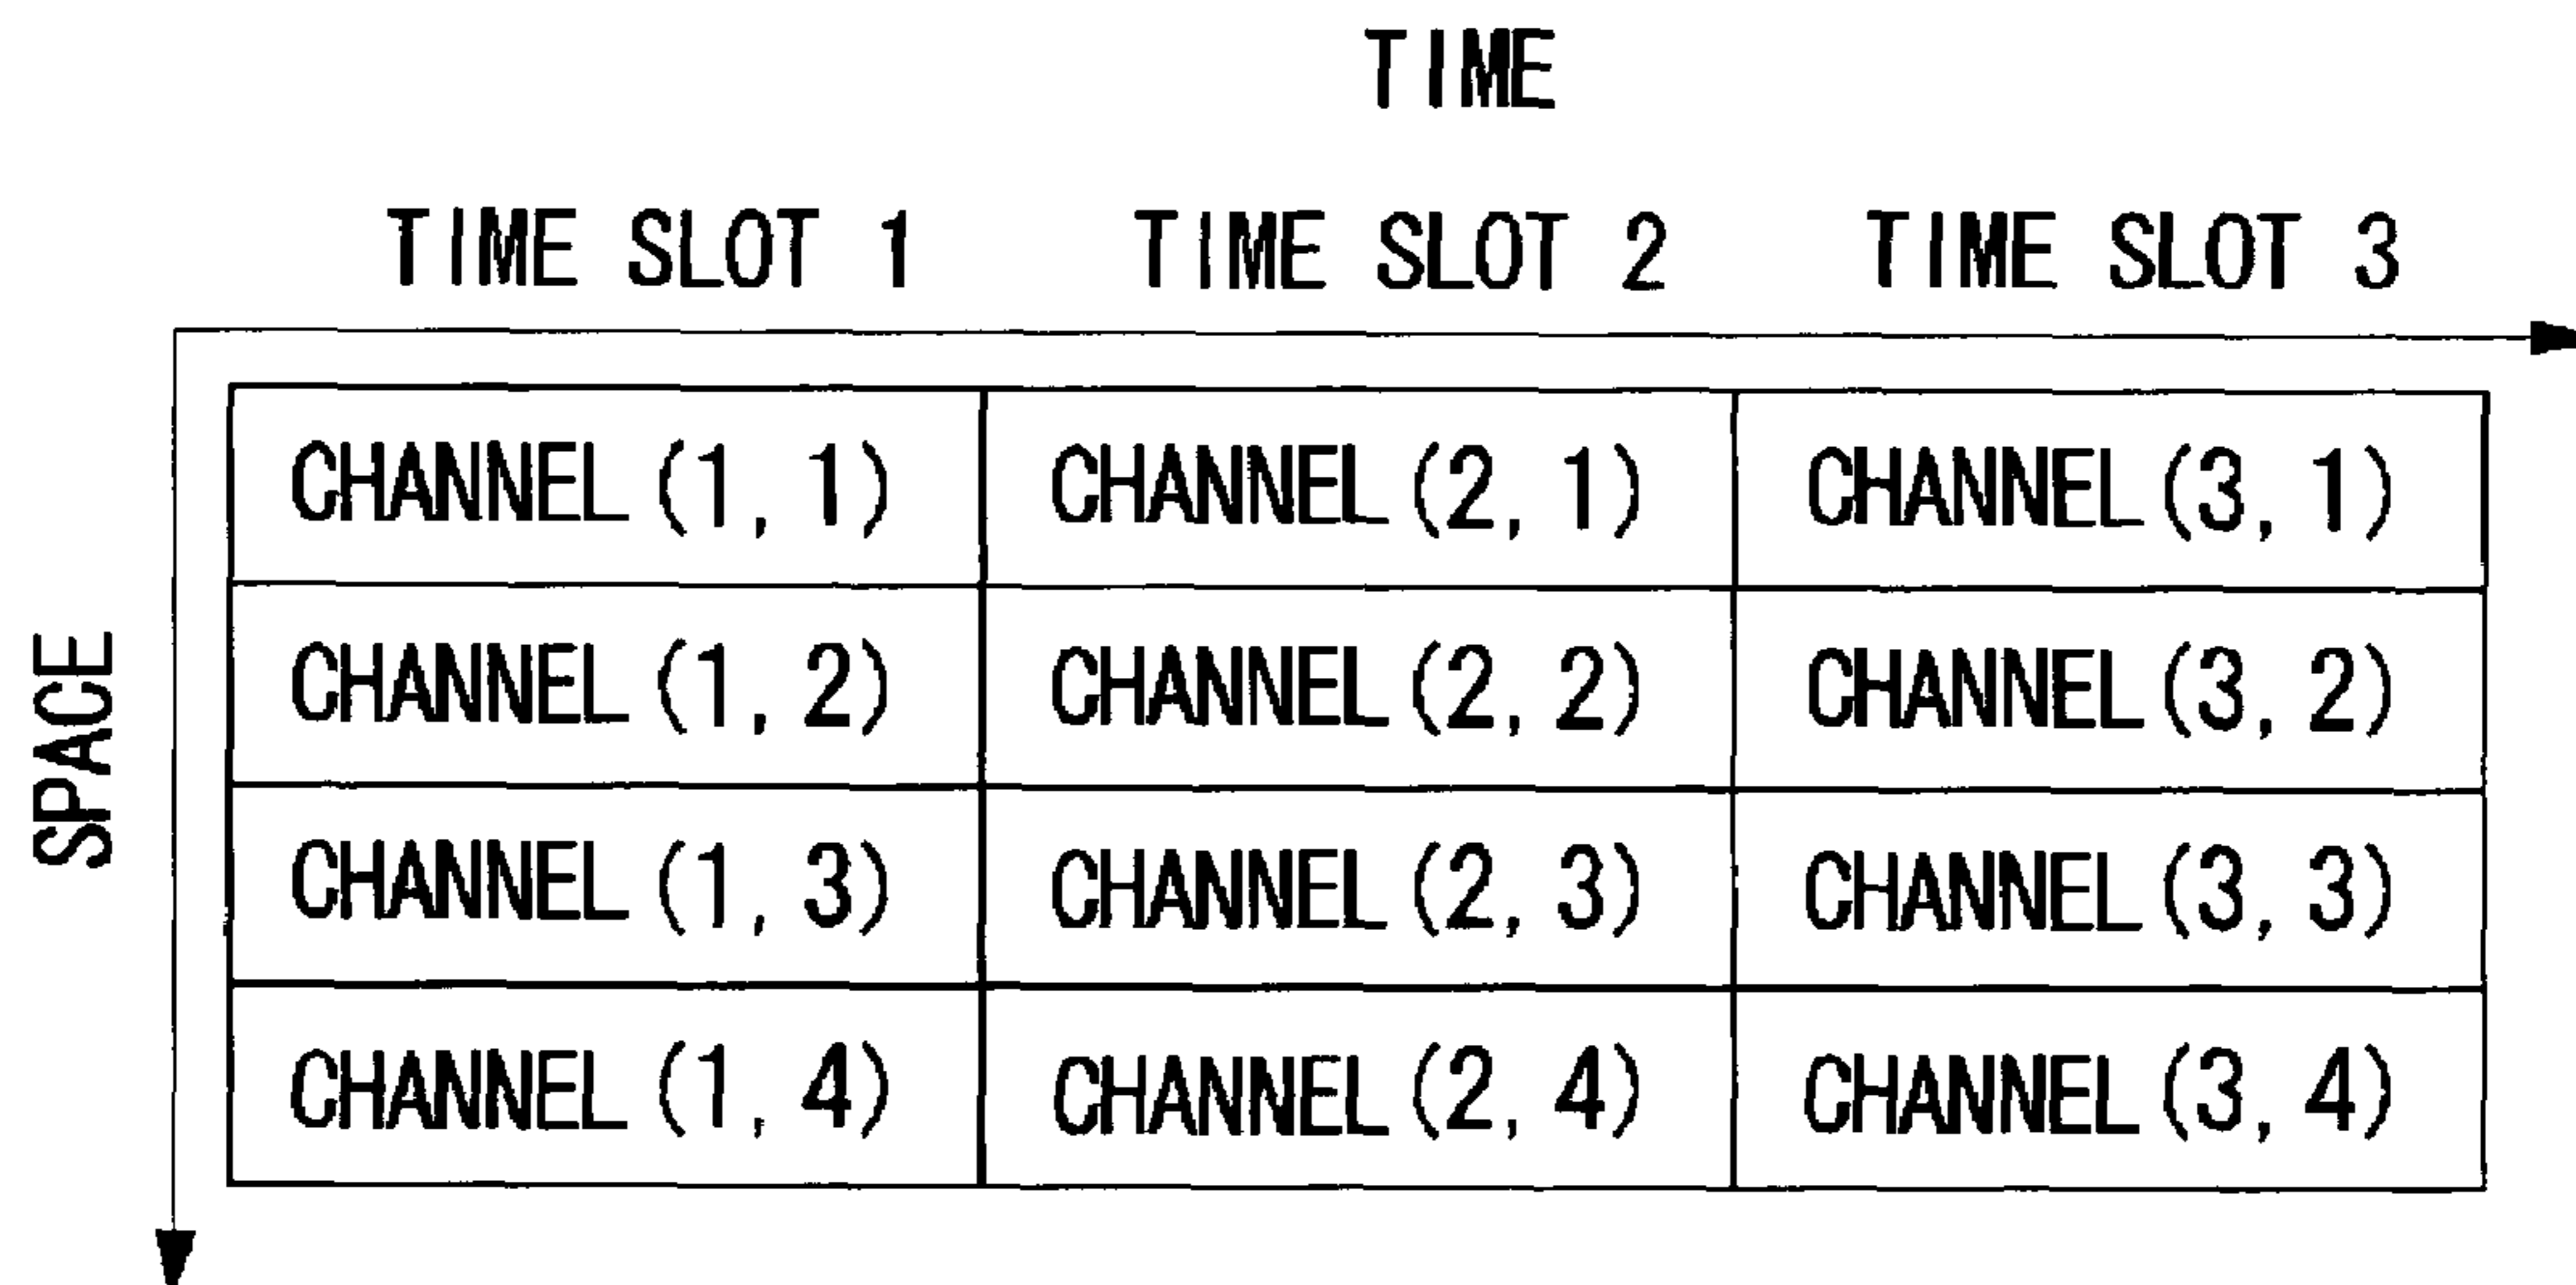 TIME
TIME SLOT 1 TIME SLOT 2 TIME SLOT 3
SPACE
CHANNEL(1, 1) CHANNEL(2, 1) CHANNEL(3, 1)
CHANNEL(1, 2) CHANNEL(2, 2) CHANNEL(3, 2)
CHANNEL(1, 3) CHANNEL(2, 3) CHANNEL(3, 3)
CHANNEL(1, 4) CHANNEL(2, 4) CHANNEL(3, 4)